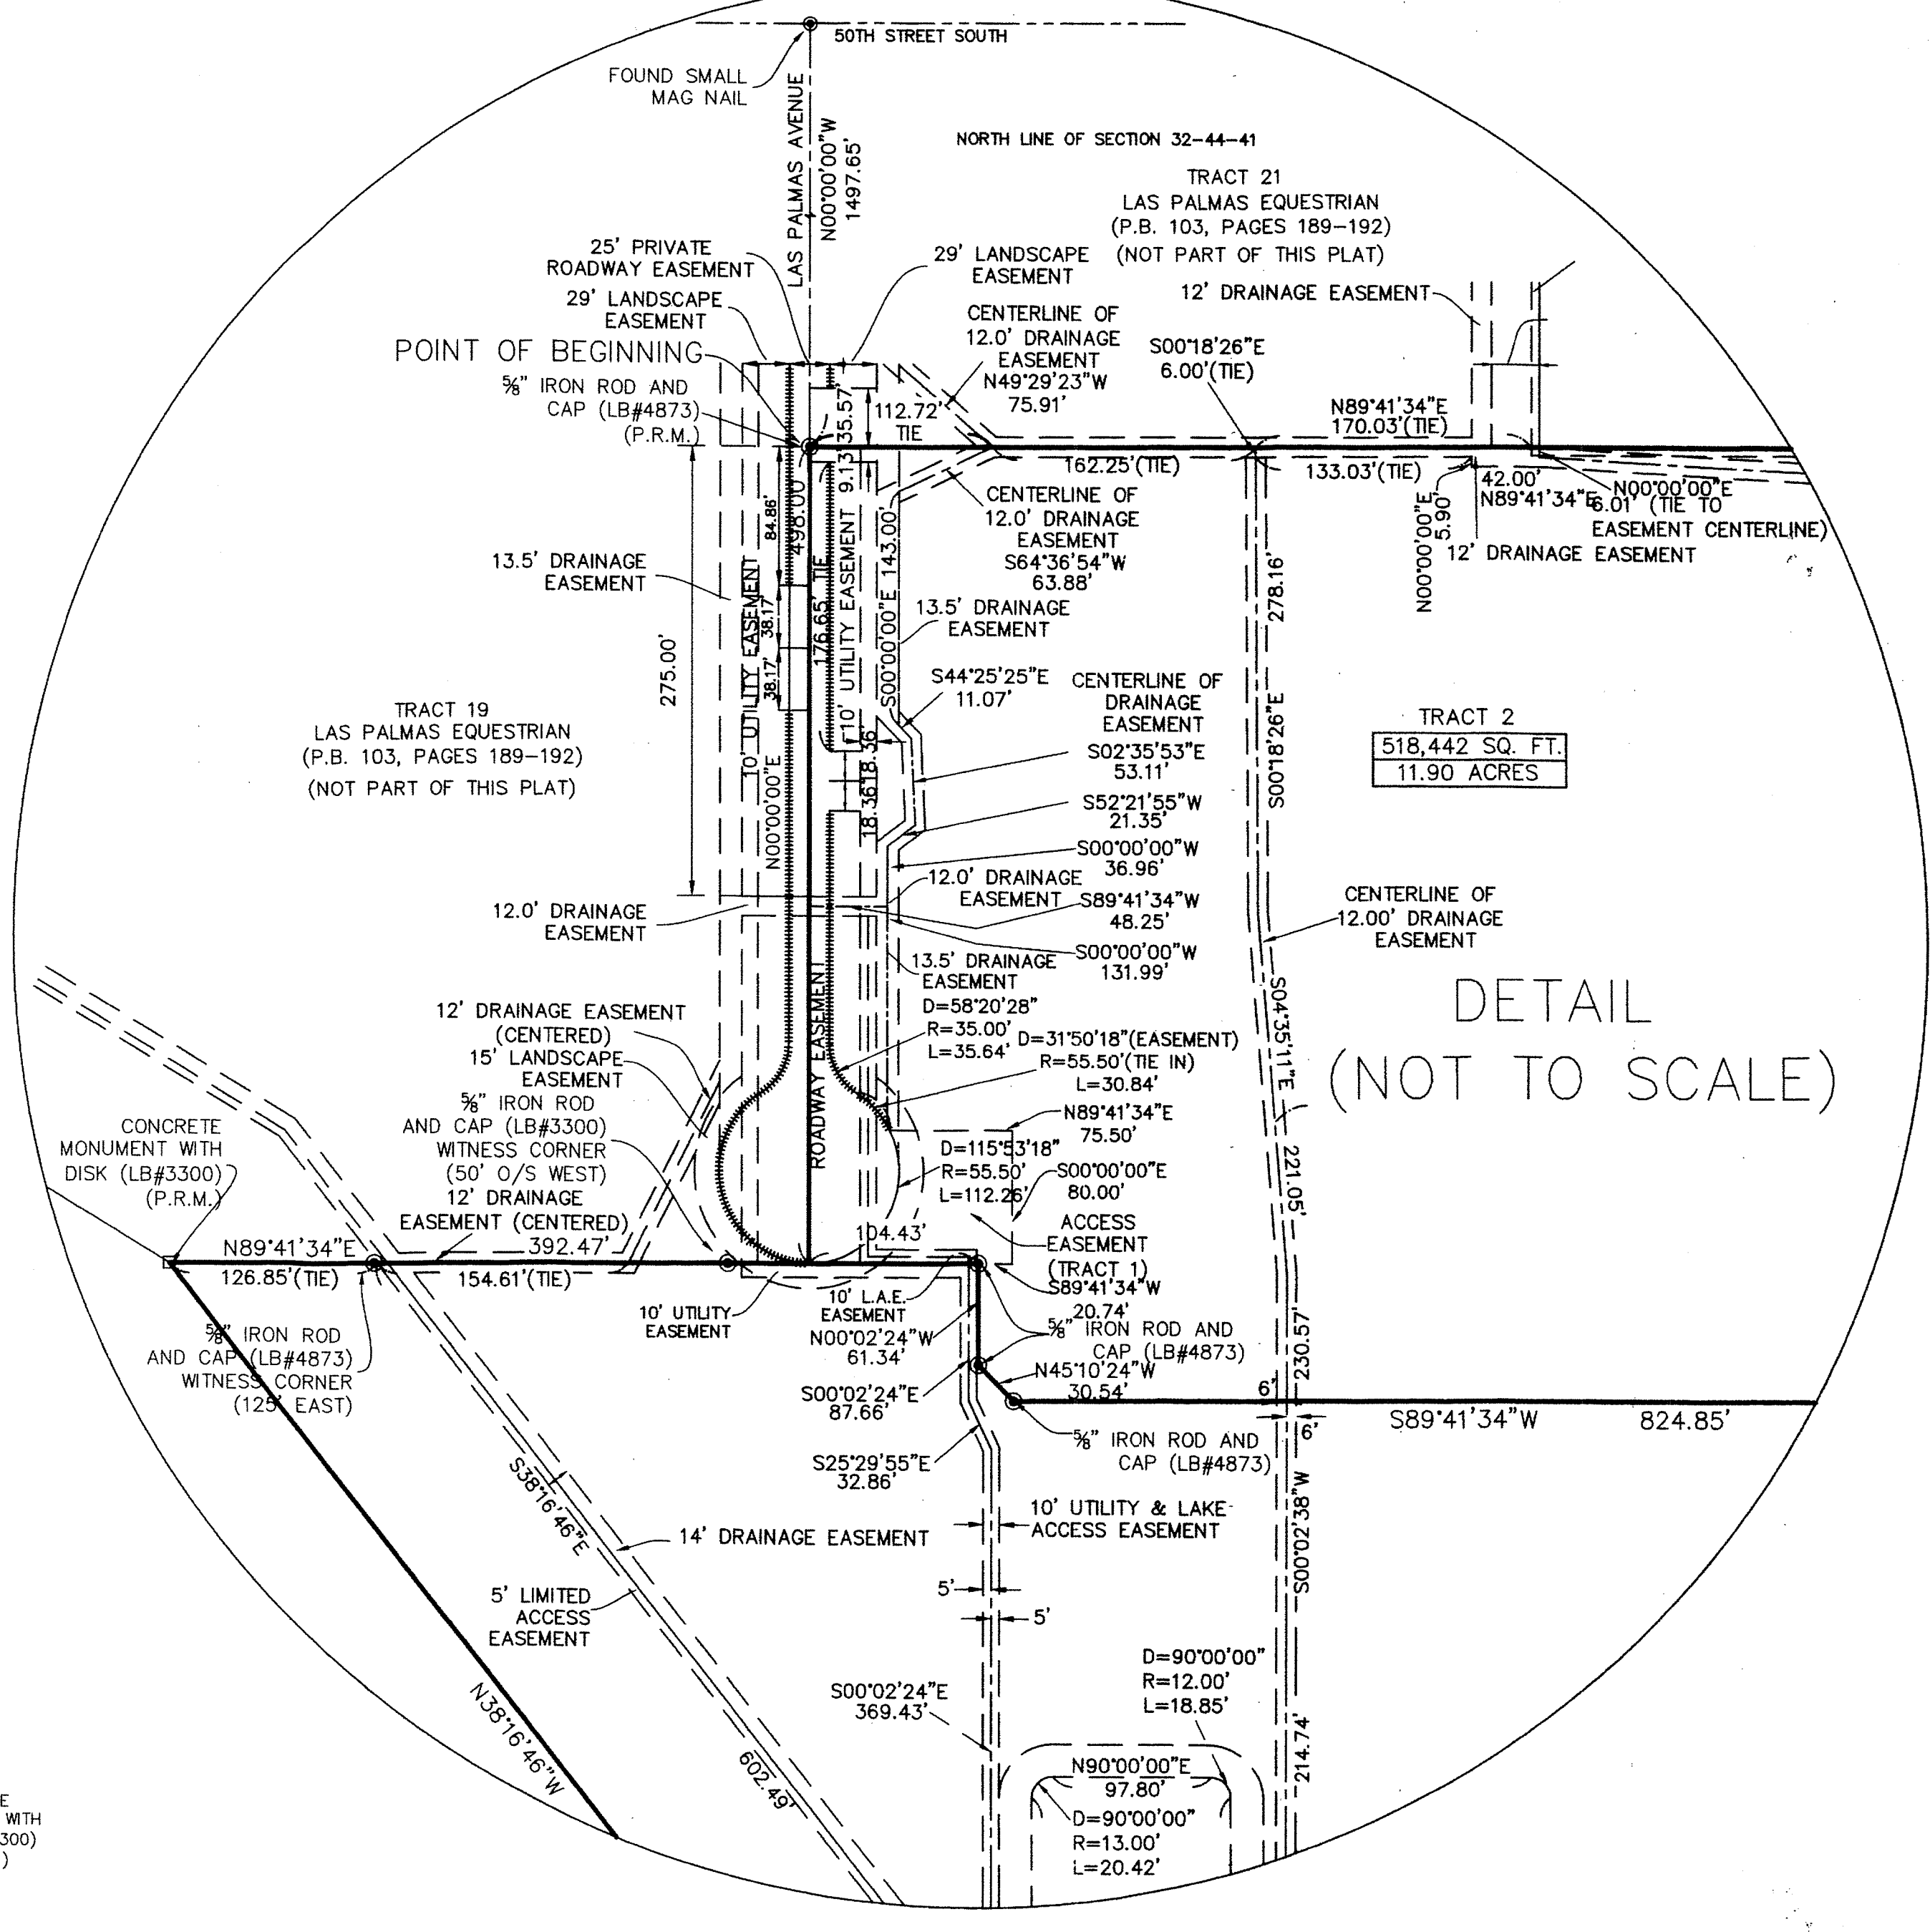 50TH STREET SOUTH
FOUND SMALL
MAG NAIL
LAS PALMAS AVENUE
N00°00'00"W
1497.65'
NORTH LINE OF SECTION 32-44-41
TRACT 21
LAS PALMAS EQUESTRIAN
(P.B. 103, PAGES 189-192)
(NOT PART OF THIS PLAT)
25' PRIVATE
ROADWAY EASEMENT
29' LANDSCAPE
EASEMENT
29' LANDSCAPE
EASEMENT
12' DRAINAGE EASEMENT
CENTERLINE OF
12.0' DRAINAGE
EASEMENT
N49°29'23"W
75.91'
S00°18'26"E
6.00'(TIE)
POINT OF BEGINNING
⅝" IRON ROD AND
CAP (LB#4873)
(P.R.M.)
35.57'
112.72'
TIE
N89°41'34"E
170.03'(TIE)
162.25'(TIE)
133.03'(TIE)
42.00'
N89°41'34"E
N00°00'00"E
6.01' (TIE TO
EASEMENT CENTERLINE)
N00°00'00"E
5.90'
12' DRAINAGE EASEMENT
84.86'
498.00'
9.13'
10' UTILITY EASEMENT
CENTERLINE OF
12.0' DRAINAGE
EASEMENT
S64°36'54"W
63.88'
13.5' DRAINAGE
EASEMENT
10' UTILITY EASEMENT
38.17'
38.17'
176.65' TIE
S00°00'00"E 143.00'
13.5' DRAINAGE
EASEMENT
278.16'
S00°18'26"E
275.00'
S44°25'25"E
11.07'
CENTERLINE OF
DRAINAGE
EASEMENT
TRACT 19
LAS PALMAS EQUESTRIAN
(P.B. 103, PAGES 189-192)
(NOT PART OF THIS PLAT)
TRACT 2
518,442 SQ. FT.
11.90 ACRES
N00°00'00"E
18.36'
18.36'
S02°35'53"E
53.11'
S52°21'55"W
21.35'
S00°00'00"W
36.96'
12.0' DRAINAGE
EASEMENT
S89°41'34"W
48.25'
12.0' DRAINAGE
EASEMENT
CENTERLINE OF
12.00' DRAINAGE
EASEMENT
S00°00'00"W
131.99'
13.5' DRAINAGE
EASEMENT
DETAIL
(NOT TO SCALE)
S04°35'11"E
221.05'
ROADWAY EASEMENT
12' DRAINAGE EASEMENT
(CENTERED)
15' LANDSCAPE
EASEMENT
D=58°20'28"
R=35.00'
L=35.64'
D=31°50'18"(EASEMENT)
R=55.50'(TIE IN)
L=30.84'
⅝" IRON ROD
AND CAP (LB#3300)
WITNESS CORNER
(50' O/S WEST)
CONCRETE
MONUMENT WITH
DISK (LB#3300)
(P.R.M.)
N89°41'34"E
75.50'
D=115°53'18"
R=55.50'
L=112.26'
S00°00'00"E
80.00'
12' DRAINAGE
EASEMENT (CENTERED)
ACCESS
EASEMENT
(TRACT 1)
104.43'
N89°41'34"E
392.47'
126.85'(TIE)
154.61'(TIE)
S89°41'34"W
20.74'
10' UTILITY
EASEMENT
10' L.A.E.
EASEMENT
N00°02'24"W
61.34'
⅝" IRON ROD AND
CAP (LB#4873)
⅝" IRON ROD
AND CAP (LB#4873)
WITNESS CORNER
(125' EAST)
N45°10'24"W
30.54'
S00°02'24"E
87.66'
230.57'
6'
6'
S89°41'34"W
824.85'
⅝" IRON ROD AND
CAP (LB#4873)
S25°29'55"E
32.86'
S38°16'46"E
14' DRAINAGE EASEMENT
10' UTILITY & LAKE
ACCESS EASEMENT
S00°02'38"W
5' LIMITED
ACCESS
EASEMENT
5'
5'
N38°16'46"W
S00°02'24"E
369.43'
D=90°00'00"
R=12.00'
L=18.85'
214.74'
602.49'
N90°00'00"E
97.80'
D=90°00'00"
R=13.00'
L=20.42'
E
WITH
300)
)